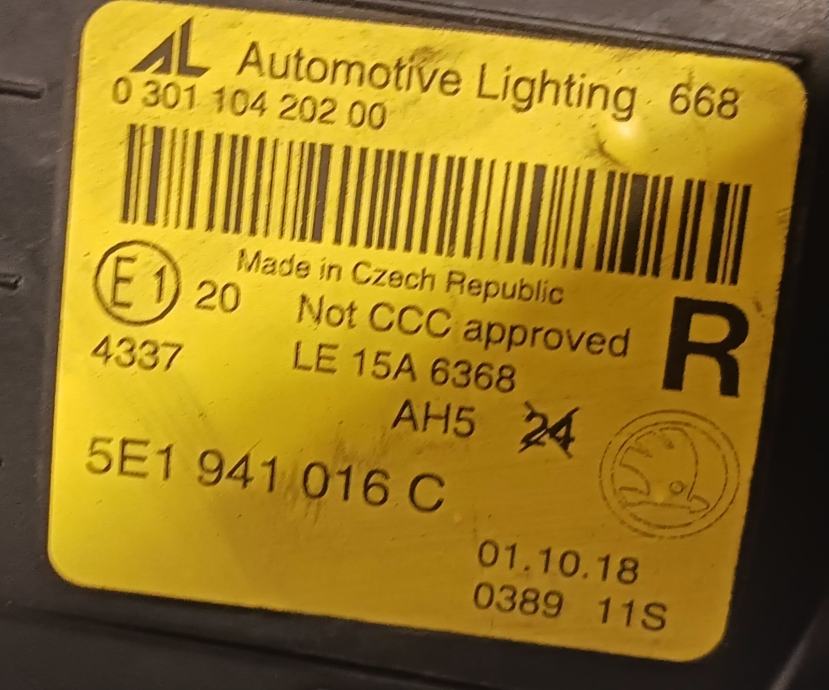 AL Automotive Lighting 668
0 301 104 202 00
Made in Czech Republic
E1 20 Not CCC approved R
4337 LE 15A 6368
AH5 24
5E1 941 016 C
01.10.18
0389 11S